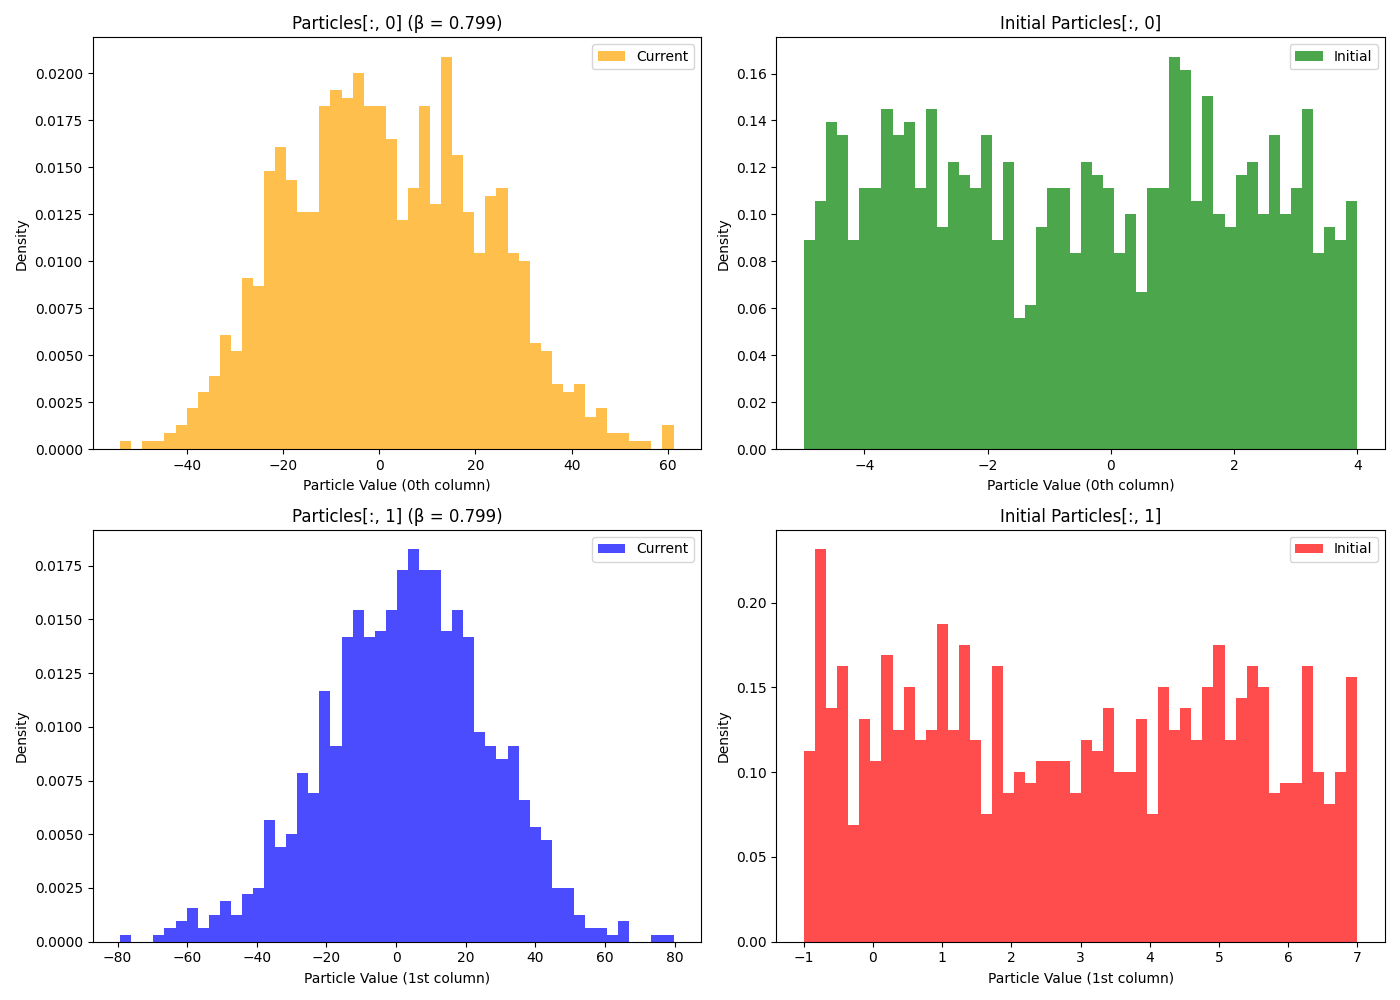 Particles[:, 0] (β = 0.799)
Current
Density
0.0200
0.0175
0.0150
0.0125
0.0100
0.0075
0.0050
0.0025
0.0000
−40 −20 0 20 40 60
Particle Value (0th column)
Initial Particles[:, 0]
Initial
Density
0.16
0.14
0.12
0.10
0.08
0.06
0.04
0.02
0.00
−4 −2 0 2 4
Particle Value (0th column)
Particles[:, 1] (β = 0.799)
Current
Density
0.0175
0.0150
0.0125
0.0100
0.0075
0.0050
0.0025
0.0000
−80 −60 −40 −20 0 20 40 60 80
Particle Value (1st column)
Initial Particles[:, 1]
Initial
Density
0.20
0.15
0.10
0.05
0.00
−1 0 1 2 3 4 5 6 7
Particle Value (1st column)